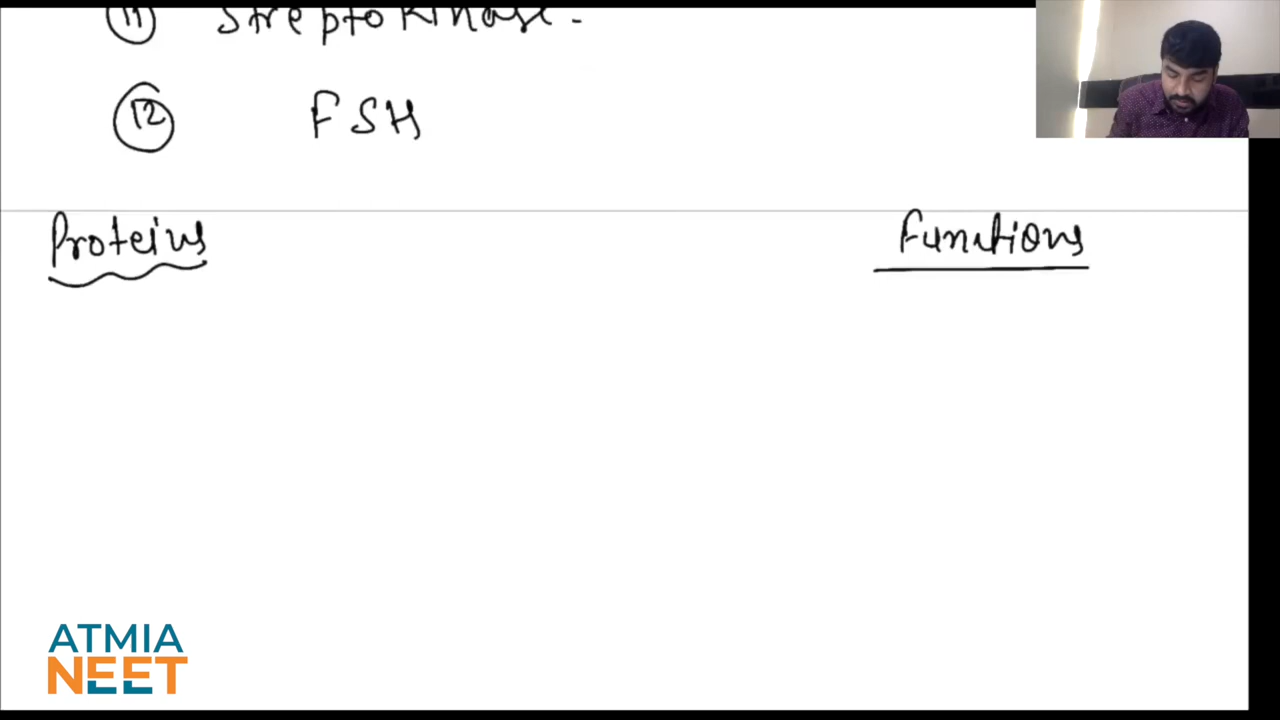 11 Streptokinase.
12 FSH
Proteins Functions
ATMIA
NEET